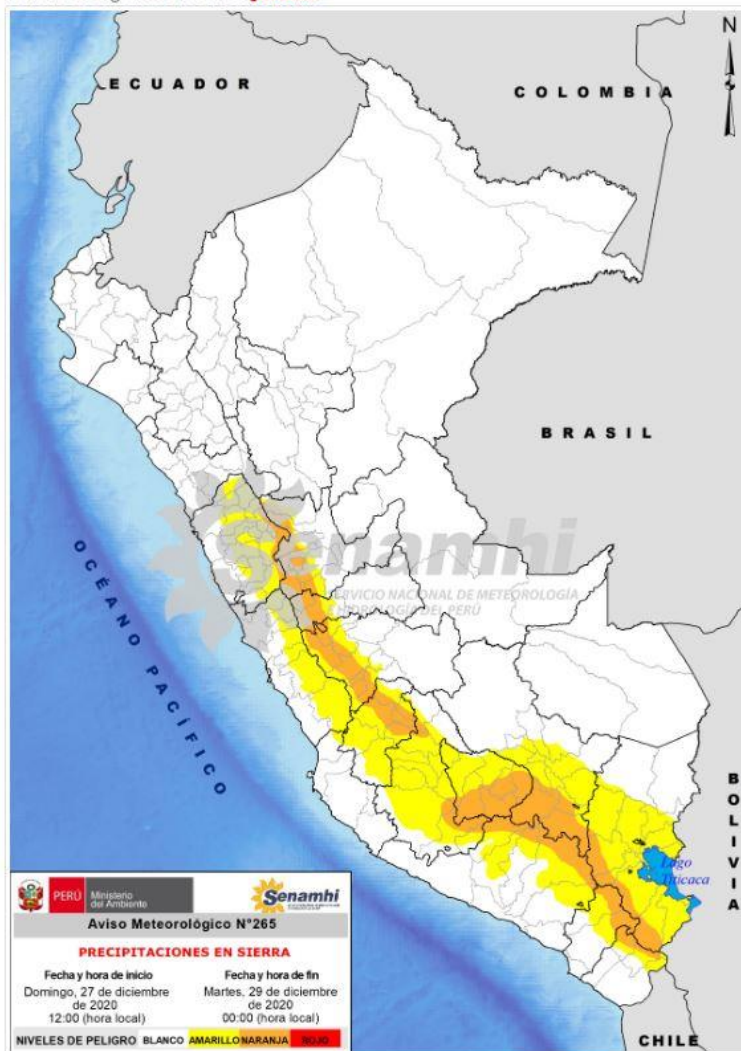 N
ECUADOR
COLOMBIA
BRASIL
Senamhi
SERVICIO NACIONAL DE METEOROLOGÍA
E HIDROLOGÍA DEL PERÚ
OCÉANO PACÍFICO
BOLIVIA
Lago
Titicaca
CHILE
PERÚ Ministerio
del Ambiente
Senamhi
Aviso Meteorológico N°265
PRECIPITACIONES EN SIERRA
Fecha y hora de inicio
Domingo, 27 de diciembre
de 2020
12:00 (hora local)
Fecha y hora de fin
Martes, 29 de diciembre
de 2020
00:00 (hora local)
NIVELES DE PELIGRO BLANCO AMARILLO NARANJA ROJO